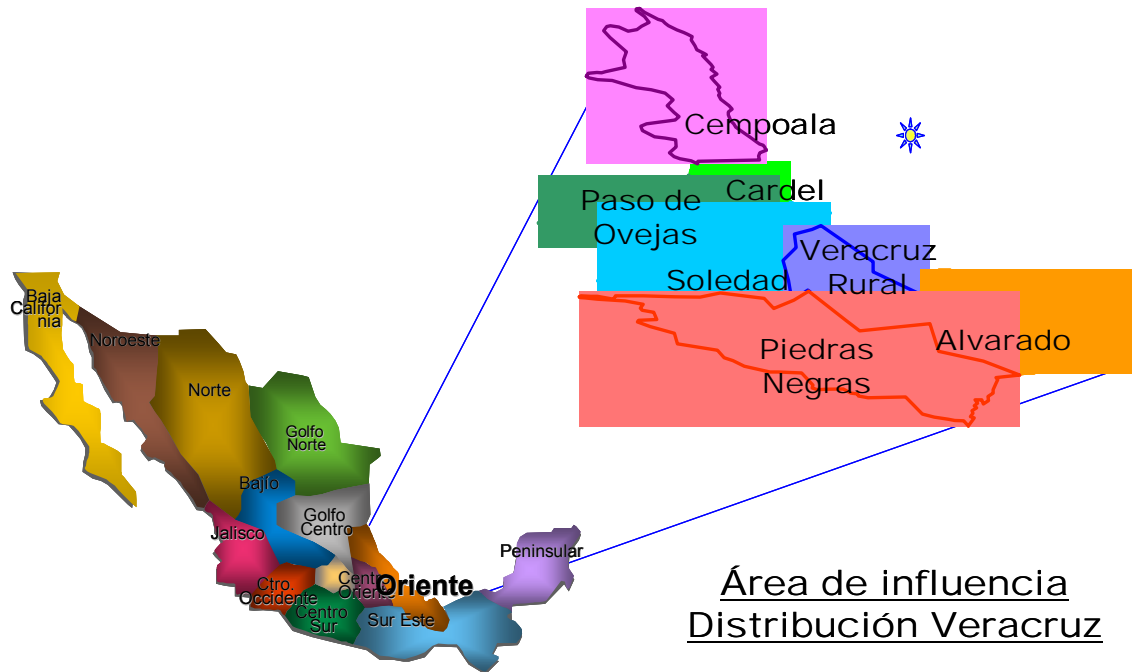 Cempoala
Cardel
Paso de
Ovejas
Veracruz
Rural
Soledad
Alvarado
Piedras
Negras
Baja
Califor
nia
Noroeste
Norte
Golfo
Norte
Bajío
Golfo
Centro
Jalisco
Peninsular
Ctro.
Occidente
Centro
Oriente
Oriente
Centro
Sur
Sur Este
Área de influencia
Distribución Veracruz